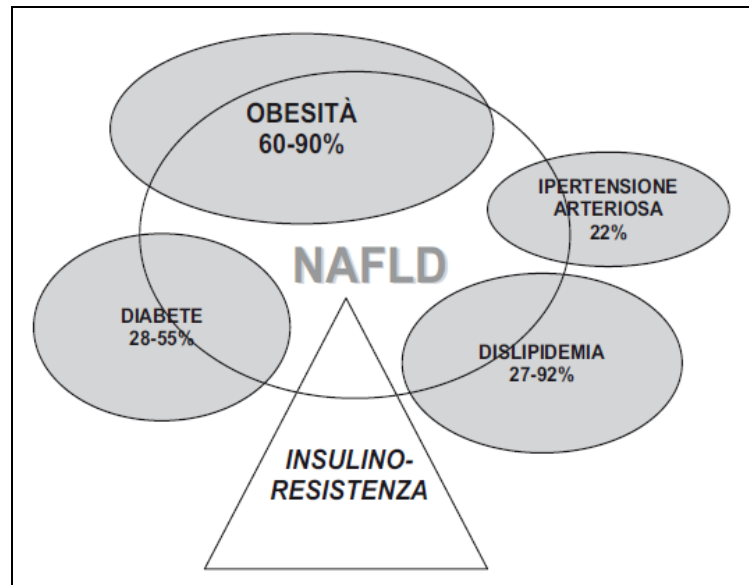 OBESITÀ
60-90%
IPERTENSIONE
ARTERIOSA
22%
NAFLD
DIABETE
28-55%
DISLIPIDEMIA
27-92%
INSULINO-
RESISTENZA